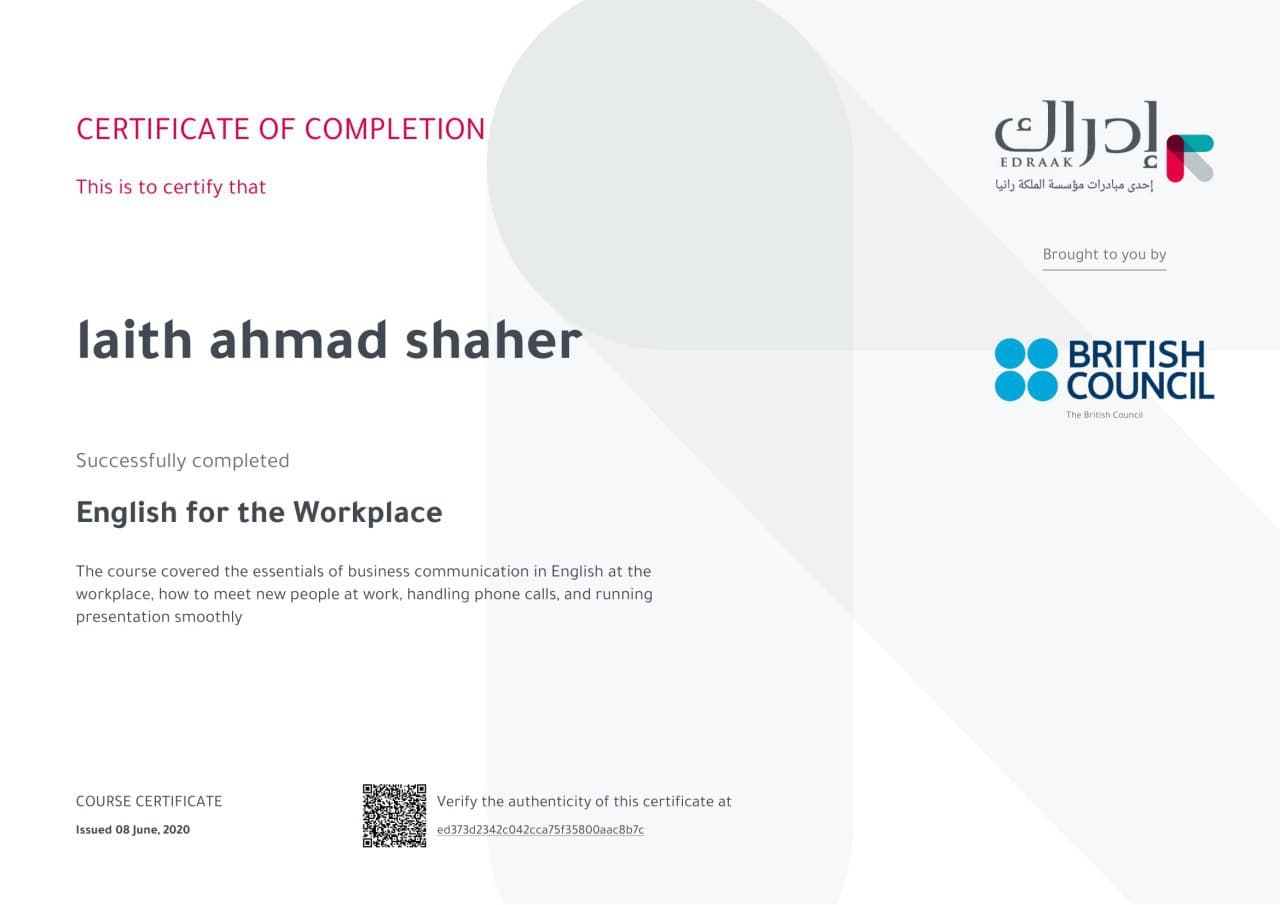 CERTIFICATE OF COMPLETION
This is to certify that
laith ahmad shaher
Successfully completed
English for the Workplace
The course covered the essentials of business communication in English at the
workplace, how to meet new people at work, handling phone calls, and running
presentation smoothly
COURSE CERTIFICATE
Issued 08 June, 2020
Verify the authenticity of this certificate at
ed373d2342c042cca75f35800aac8b7c
إدراك
EDRAAK
إحدى مبادرات مؤسسة الملكة رانيا
Brought to you by
BRITISH
COUNCIL
The British Council